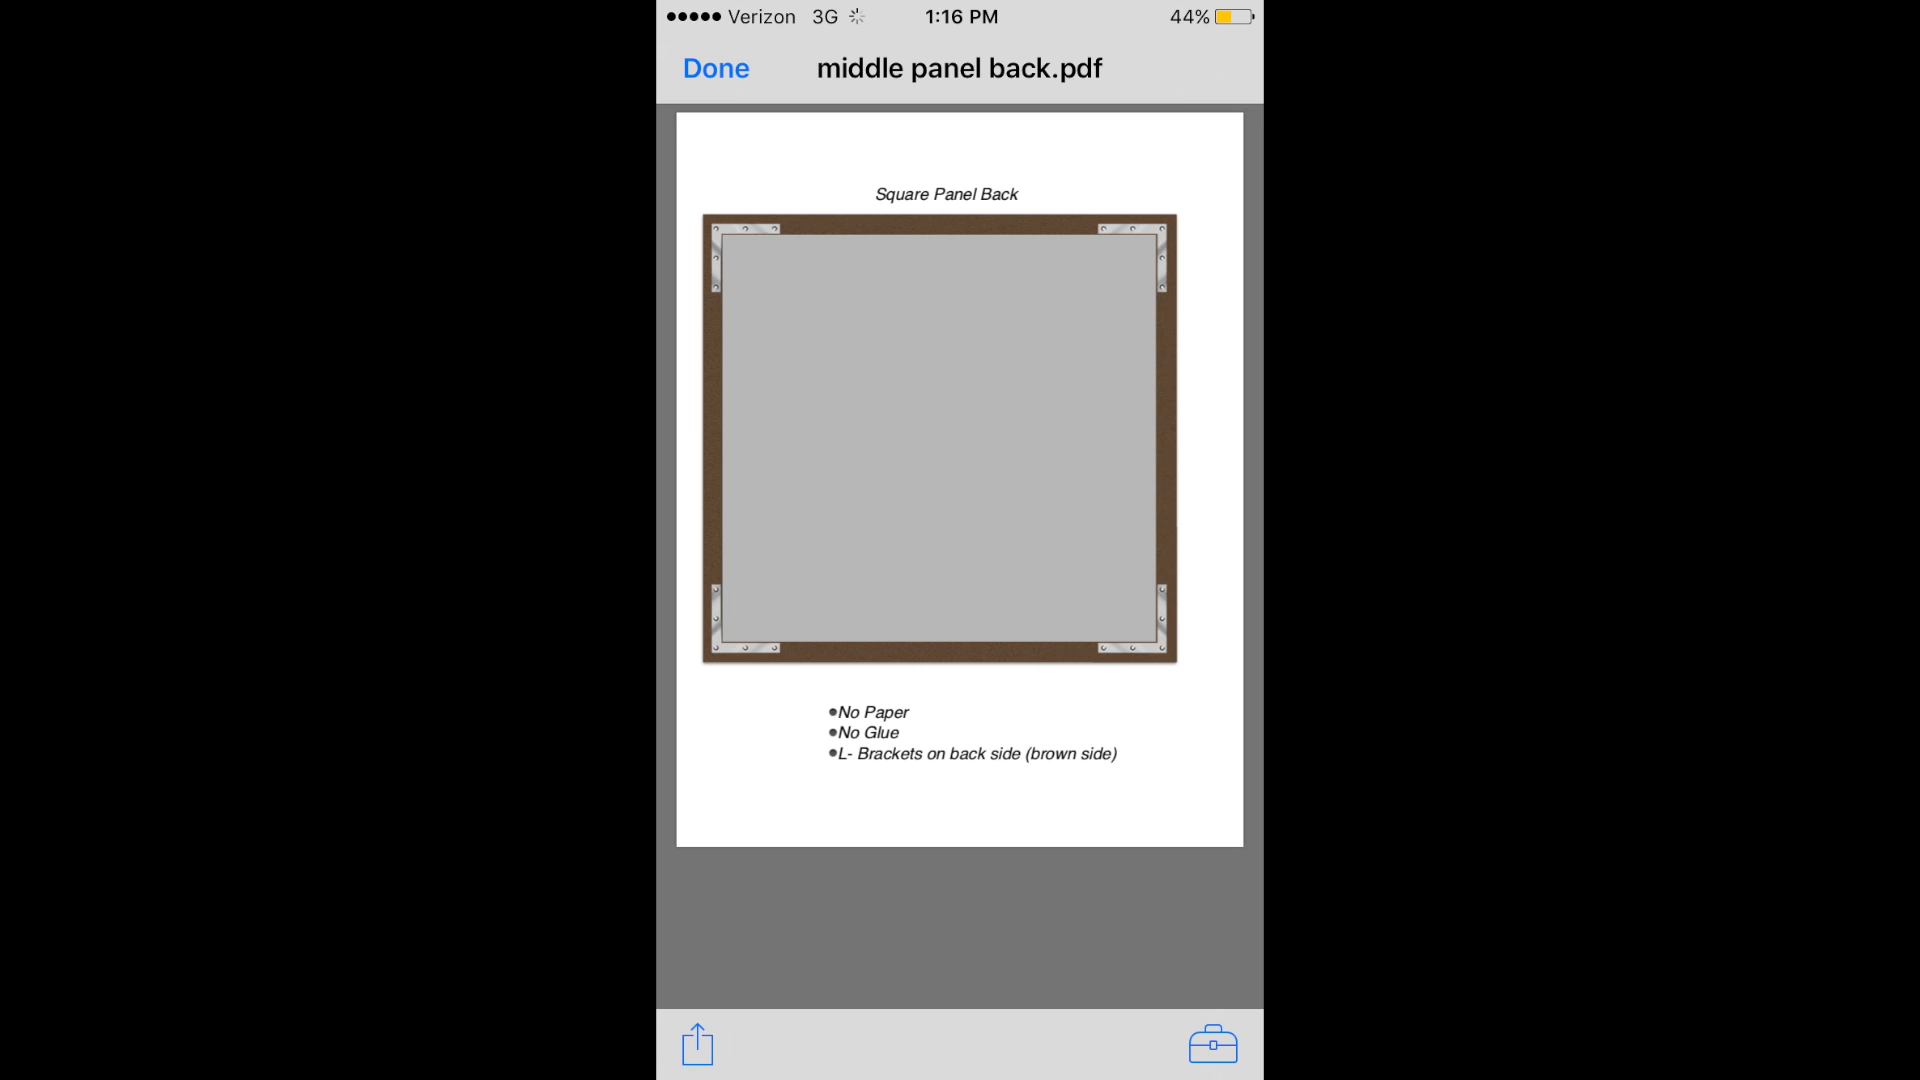 Verizon 3G 1:16 PM 44%
Done middle panel back.pdf
Square Panel Back
•No Paper
•No Glue
•L- Brackets on back side (brown side)